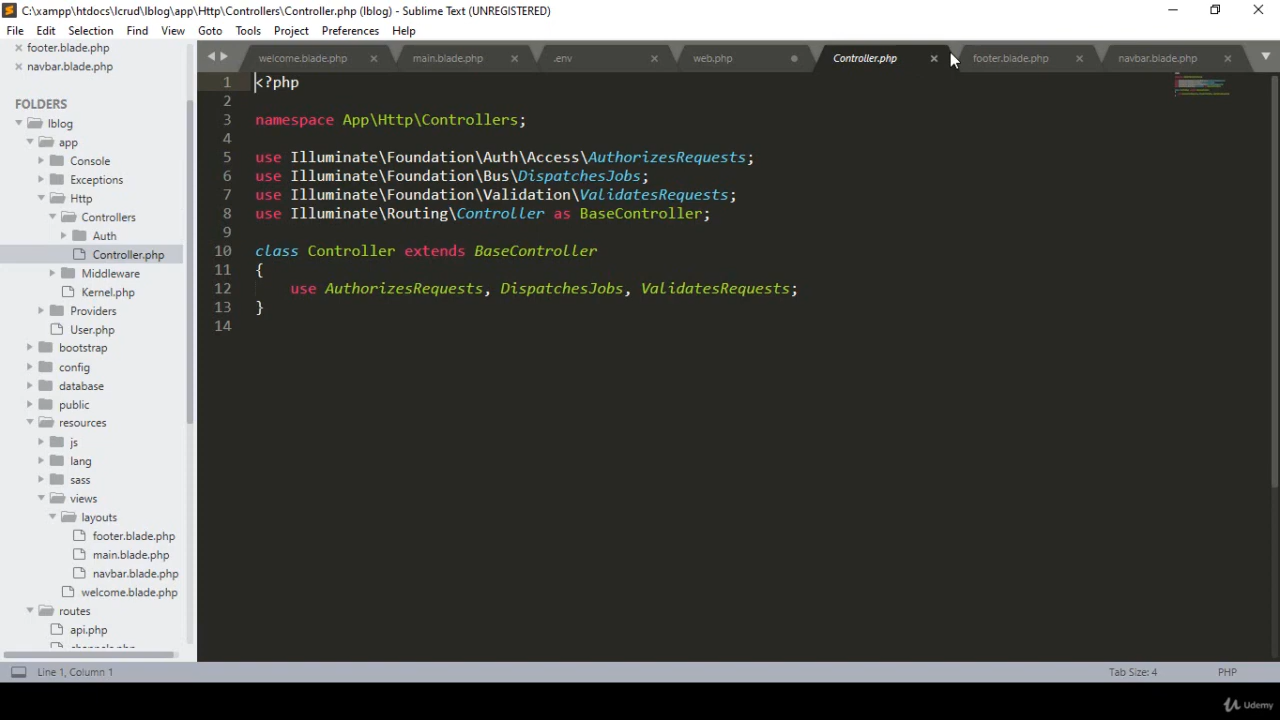 C:\xampp\htdocs\lcrud\lblog\app\Http\Controllers\Controller.php (lblog) - Sublime Text (UNREGISTERED)
File Edit Selection Find View Goto Tools Project Preferences Help
footer.blade.php
navbar.blade.php
FOLDERS
lblog
app
Console
Exceptions
Http
Controllers
Auth
Controller.php
Middleware
Kernel.php
Providers
User.php
bootstrap
config
database
public
resources
js
lang
sass
views
layouts
footer.blade.php
main.blade.php
navbar.blade.php
welcome.blade.php
routes
api.php
welcome.blade.php main.blade.php .env web.php Controller.php footer.blade.php navbar.blade.php
1 <?php
2
3 namespace App\Http\Controllers;
4
5 use Illuminate\Foundation\Auth\Access\AuthorizesRequests;
6 use Illuminate\Foundation\Bus\DispatchesJobs;
7 use Illuminate\Foundation\Validation\ValidatesRequests;
8 use Illuminate\Routing\Controller as BaseController;
9
10 class Controller extends BaseController
11 {
12 use AuthorizesRequests, DispatchesJobs, ValidatesRequests;
13 }
14
Line 1, Column 1 Tab Size: 4 PHP
Udemy